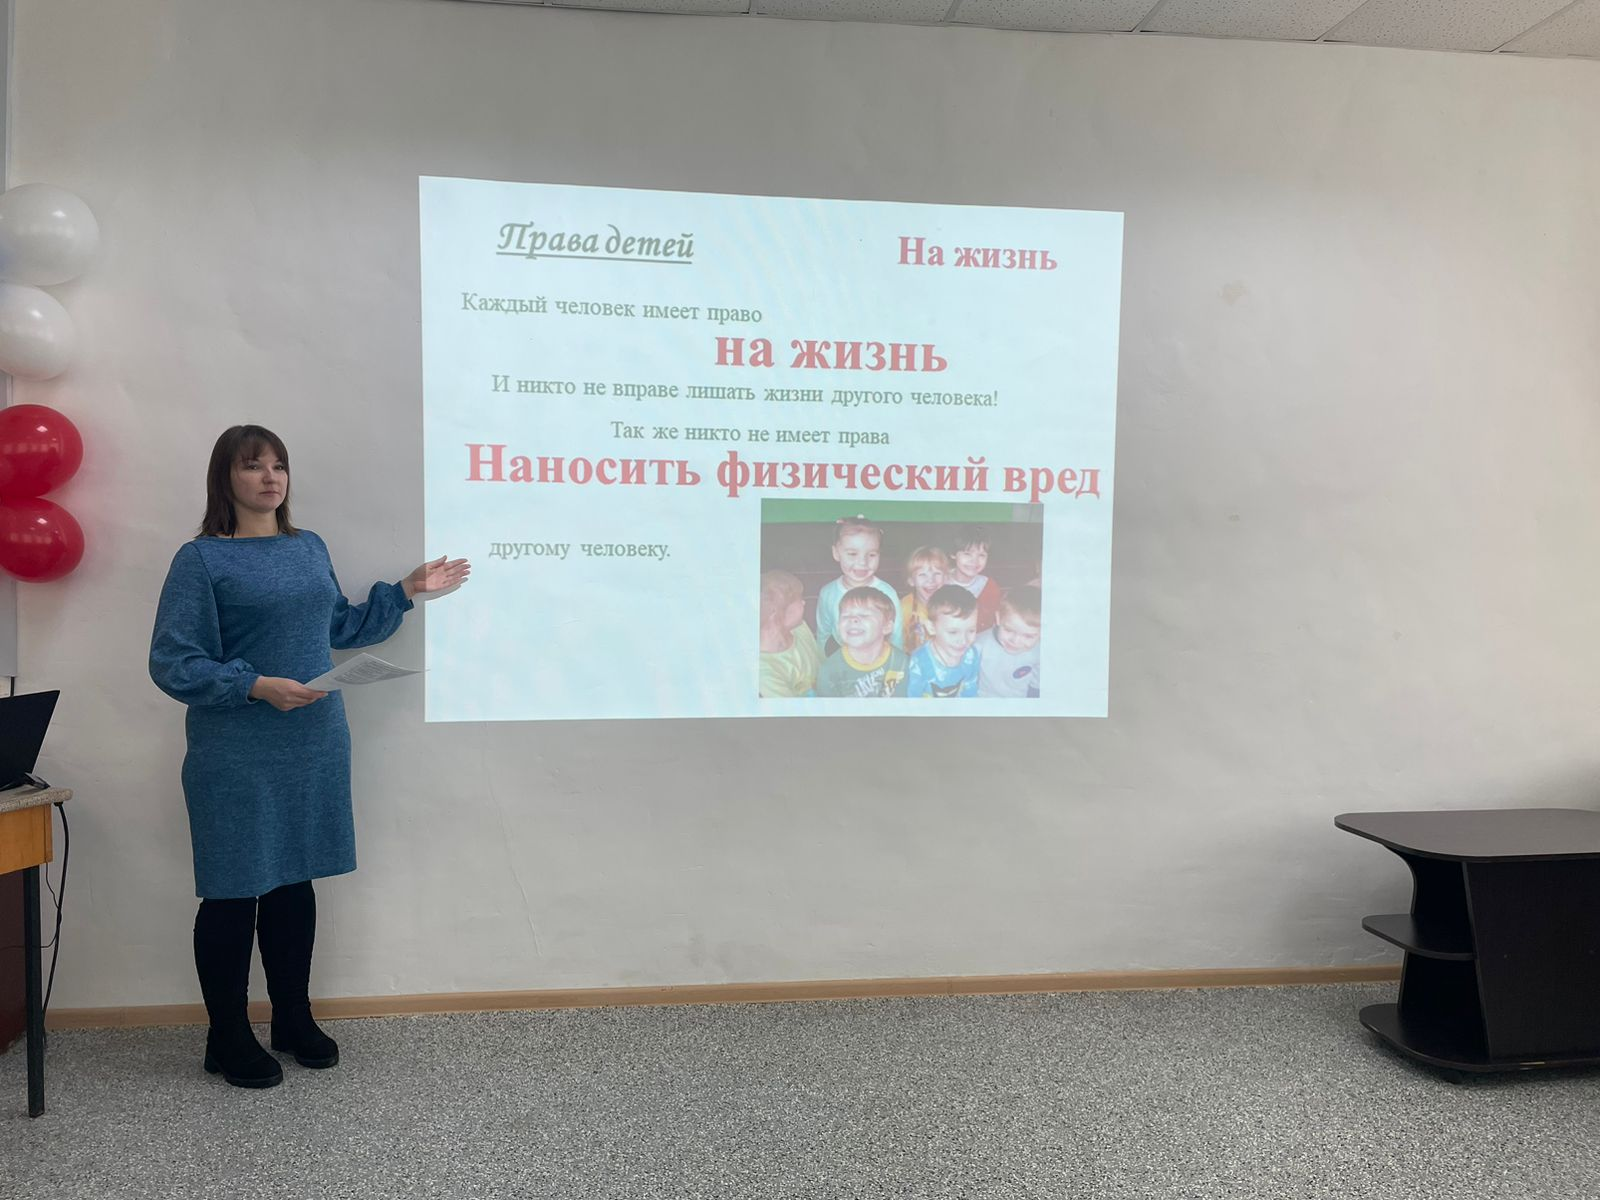 Права детей
На жизнь
Каждый человек имеет право
на жизнь
И никто не вправе лишать жизни другого человека!
Так же никто не имеет права
Наносить физический вред
другому человеку.